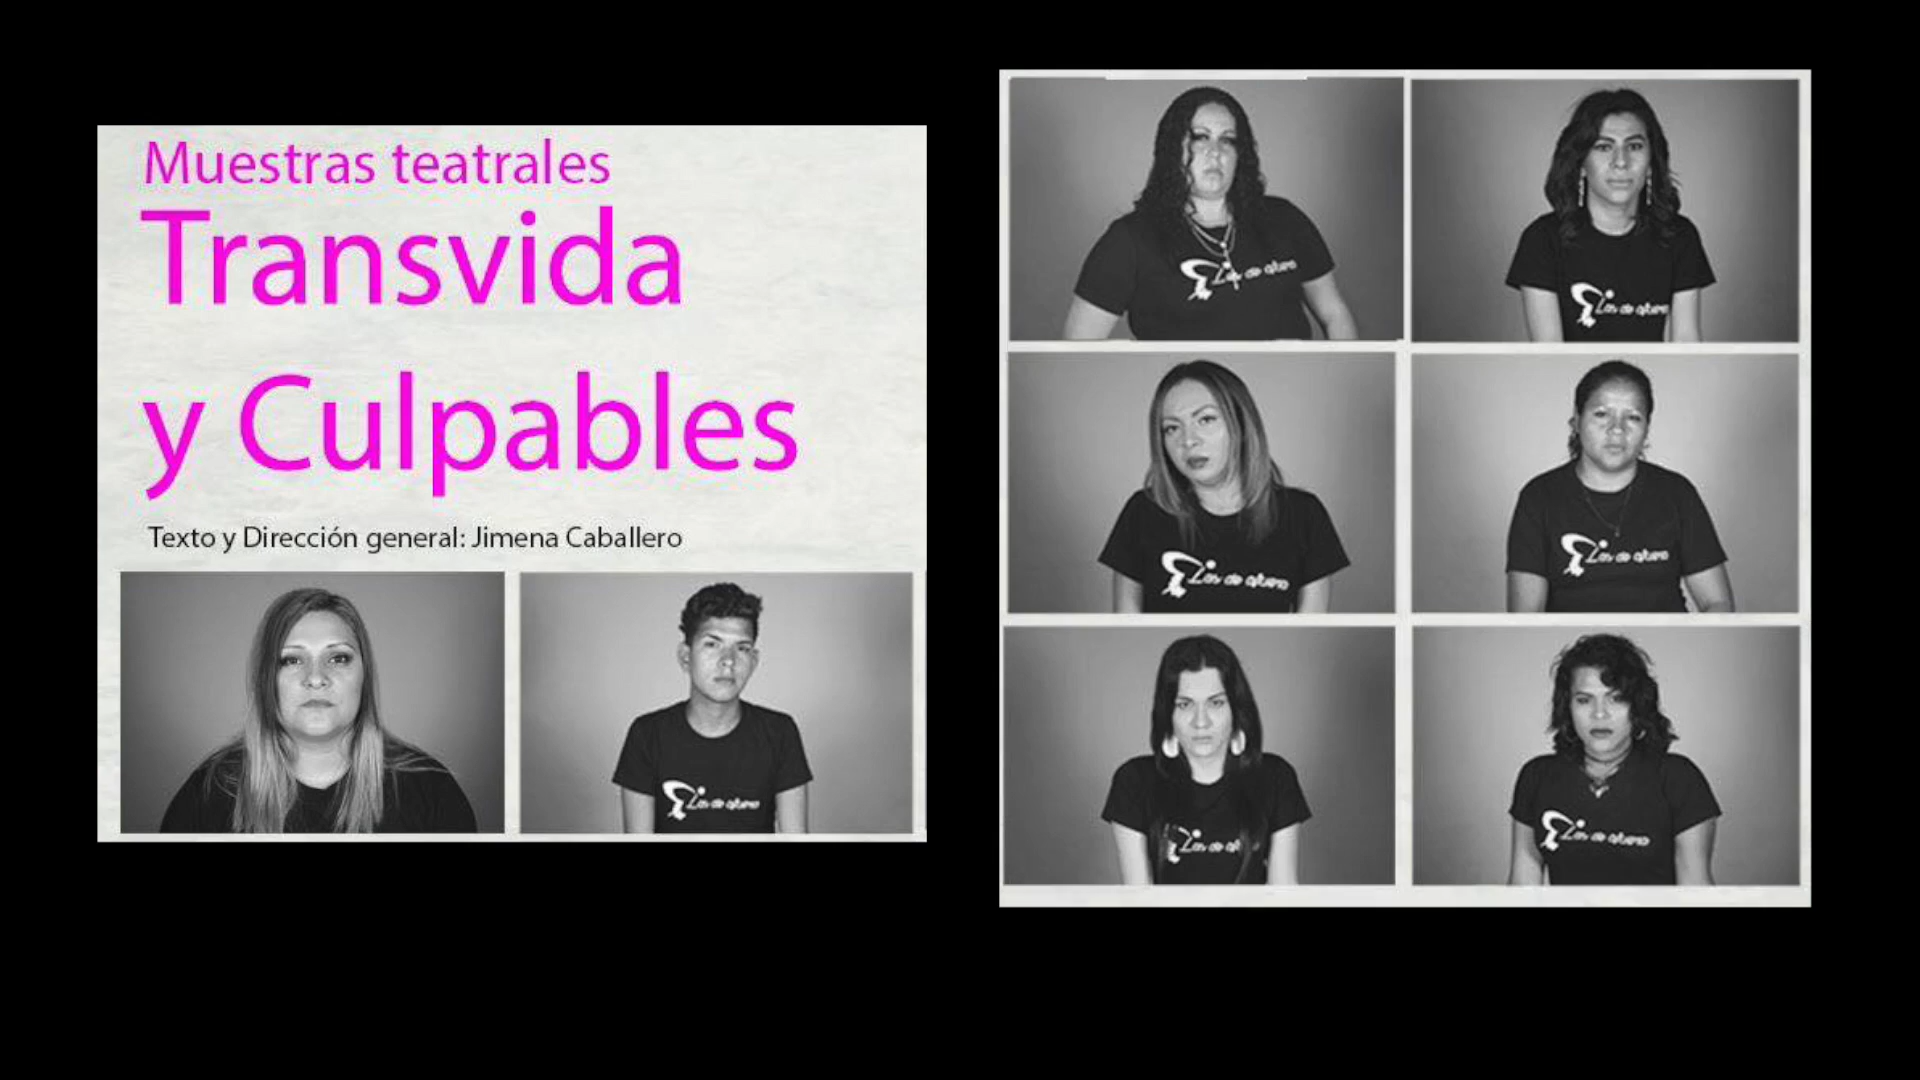 Muestras teatrales
Transvida
y Culpables
Texto y Dirección general: Jimena Caballero